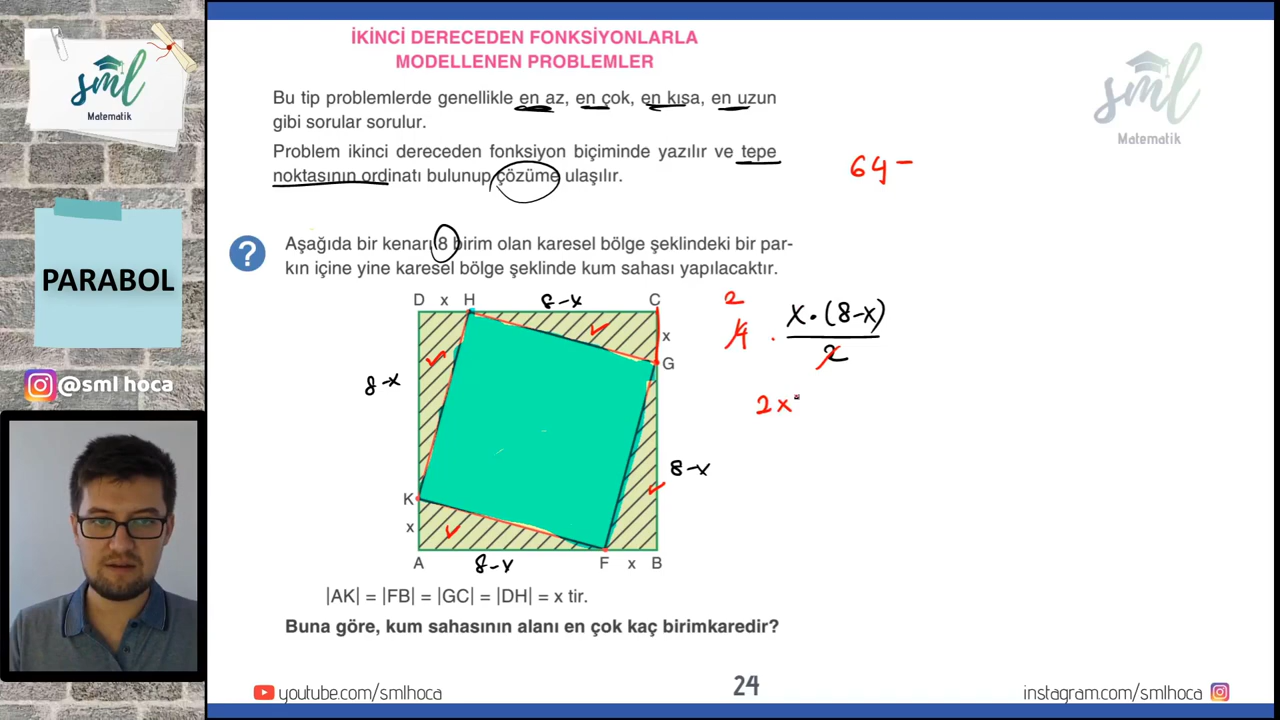 sml
Matematik
PARABOL
@sml hoca
İKİNCİ DERECEDEN FONKSİYONLARLA
MODELLENEN PROBLEMLER
sml
Matematik
Bu tip problemlerde genellikle en az, en çok, en kısa, en uzun
gibi sorular sorulur.
Problem ikinci dereceden fonksiyon biçiminde yazılır ve tepe
noktasının ordinatı bulunup çözüme ulaşılır.
64 -
?
Aşağıda bir kenarı 8 birim olan karesel bölge şeklindeki bir par-
kın içine yine karesel bölge şeklinde kum sahası yapılacaktır.
D x H 8-x C
x
G
8-x
8-x
K
x
A 8-x F x B
2
4 · x·(8-x)
2
2x
|AK| = |FB| = |GC| = |DH| = x tir.
Buna göre, kum sahasının alanı en çok kaç birimkaredir?
youtube.com/smlhoca
24
instagram.com/smlhoca